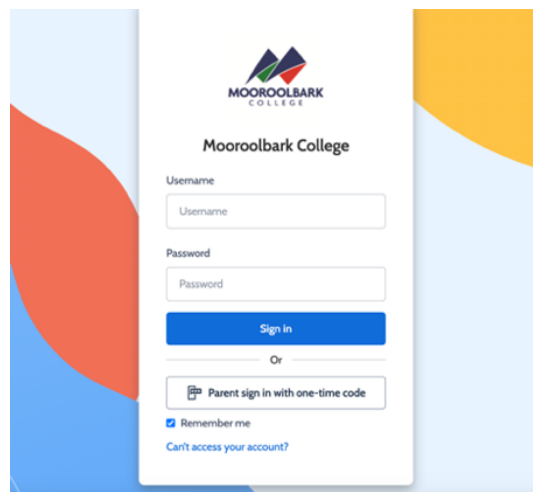 MOOROOLBARK
COLLEGE
Mooroolbark College
Username
Username
Password
Password
Sign in
Or
Parent sign in with one-time code
Remember me
Can't access your account?